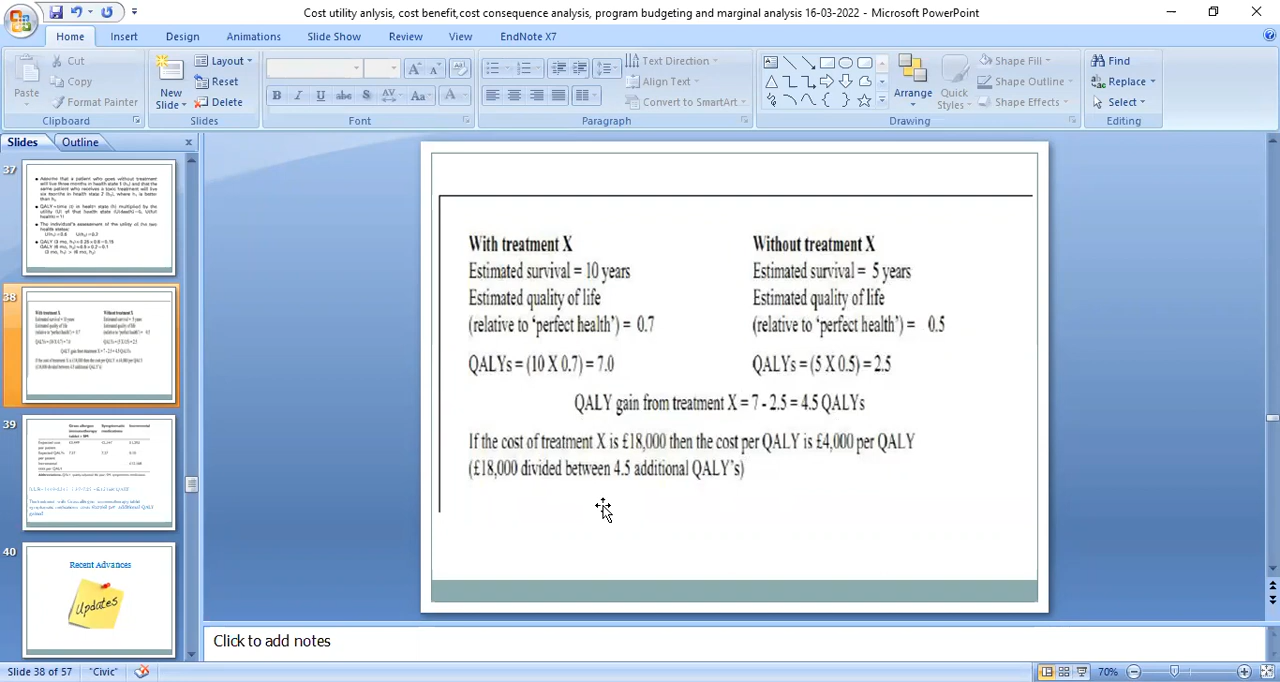 Cost utility anlysis, cost benefit,cost consequence analysis, program budgeting and marginal analysis 16-03-2022 - Microsoft PowerPoint
Home Insert Design Animations Slide Show Review View EndNote X7
Cut Layout Text Direction Shape Fill Find
Copy Reset Align Text Shape Outline Replace
Paste Format Painter New Slide Delete Convert to SmartArt Arrange Quick Styles Shape Effects Select
Clipboard Slides Font Paragraph Drawing Editing
Slides Outline
37
38
39
40
Recent Advances
Updates
With treatment X
Estimated survival = 10 years
Estimated quality of life
(relative to 'perfect health') = 0.7
QALYs = (10 X 0.7) = 7.0
Without treatment X
Estimated survival = 5 years
Estimated quality of life
(relative to 'perfect health') = 0.5
QALYs = (5 X 0.5) = 2.5
QALY gain from treatment X = 7 - 2.5 = 4.5 QALYs
If the cost of treatment X is £18,000 then the cost per QALY is £4,000 per QALY
(£18,000 divided between 4.5 additional QALY's)
Click to add notes
Slide 38 of 57 "Civic" 70%